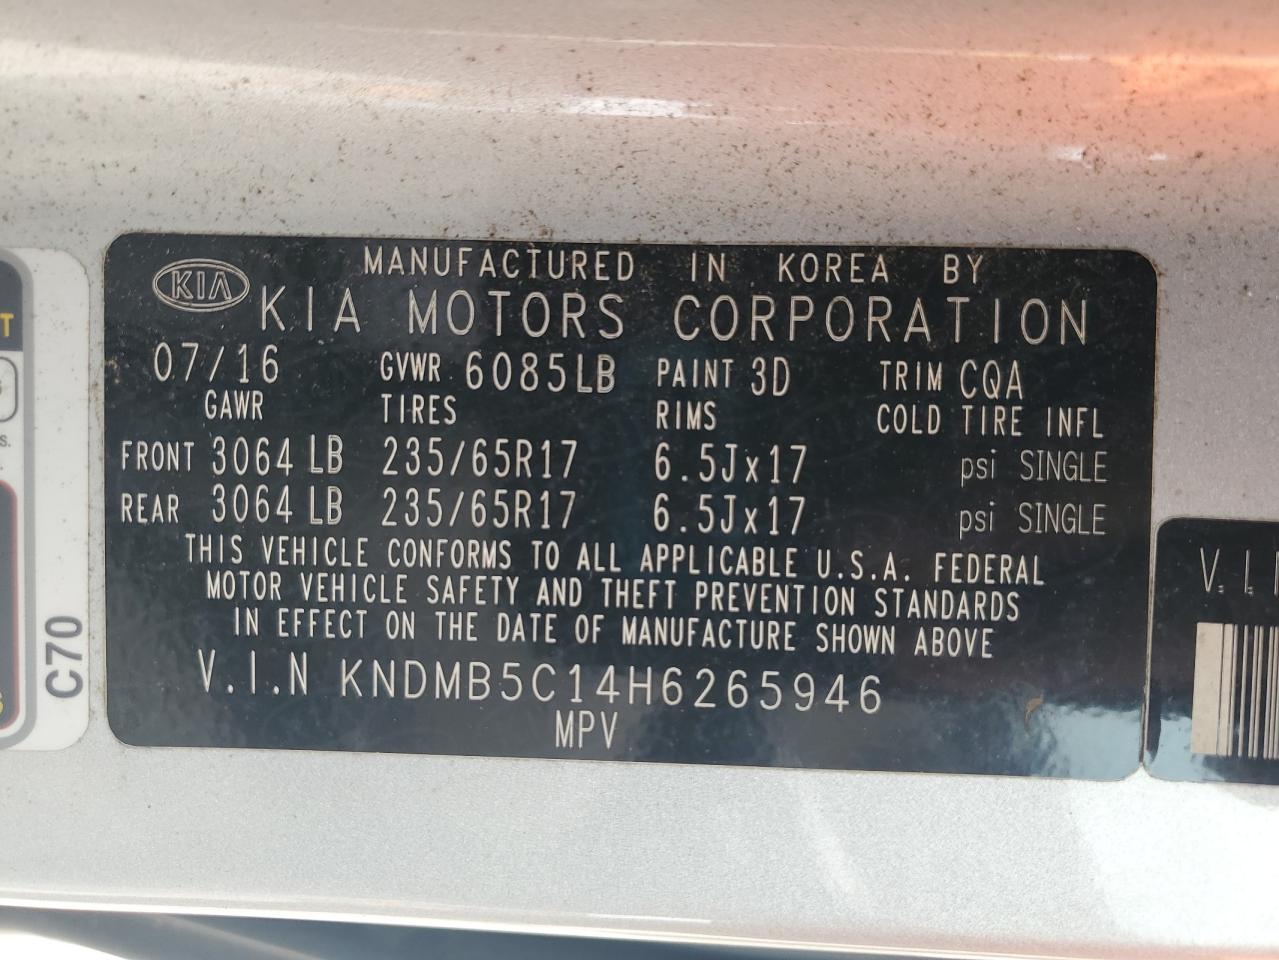 MANUFACTURED IN KOREA BY
KIA
KIA MOTORS CORPORATION
07/16 GVWR 6085LB PAINT 3D TRIM CQA
GAWR TIRES RIMS COLD TIRE INFL
FRONT 3064 LB 235/65R17 6.5Jx17 psi SINGLE
REAR 3064 LB 235/65R17 6.5Jx17 psi SINGLE
THIS VEHICLE CONFORMS TO ALL APPLICABLE U.S.A. FEDERAL
MOTOR VEHICLE SAFETY AND THEFT PREVENTION STANDARDS
IN EFFECT ON THE DATE OF MANUFACTURE SHOWN ABOVE
V.I.N KNDMB5C14H6265946
MPV
C70
V.I.